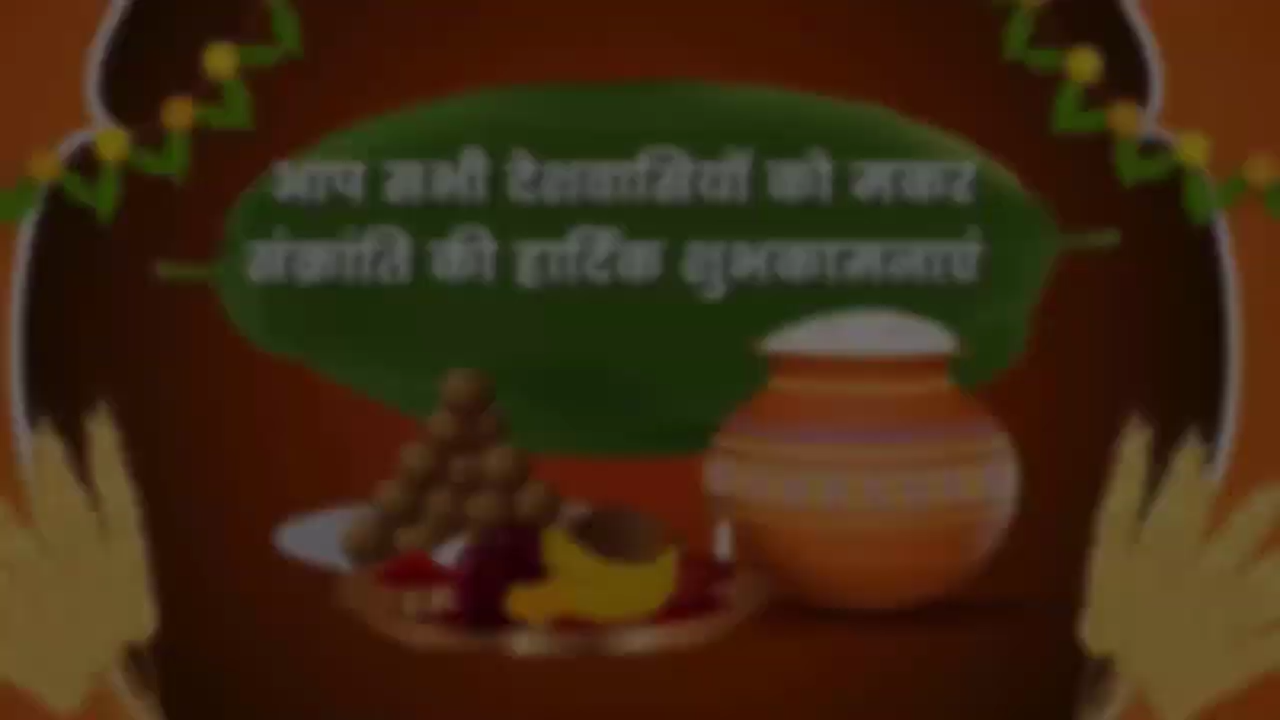 आप सभी देशवासियों को मकर
संक्रांति की हार्दिक शुभकामनाएं